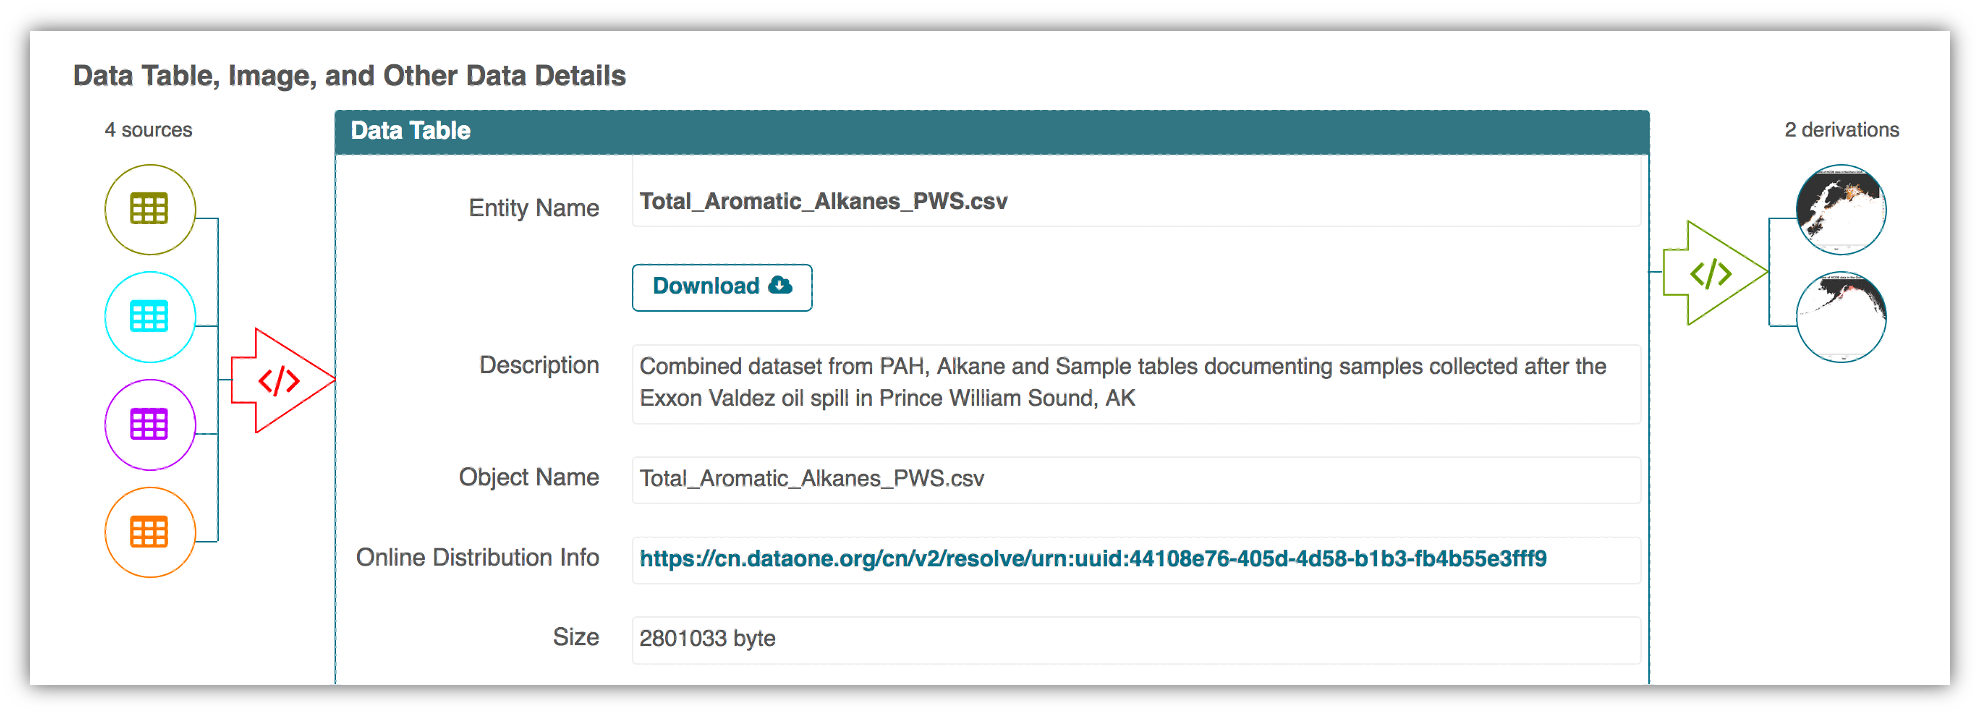 Data Table, Image, and Other Data Details
4 sources
Data Table
2 derivations
Entity Name
Total_Aromatic_Alkanes_PWS.csv
Download
Description
Combined dataset from PAH, Alkane and Sample tables documenting samples collected after the
Exxon Valdez oil spill in Prince William Sound, AK
Object Name
Total_Aromatic_Alkanes_PWS.csv
Online Distribution Info
https://cn.dataone.org/cn/v2/resolve/urn:uuid:44108e76-405d-4d58-b1b3-fb4b55e3fff9
Size
2801033 byte